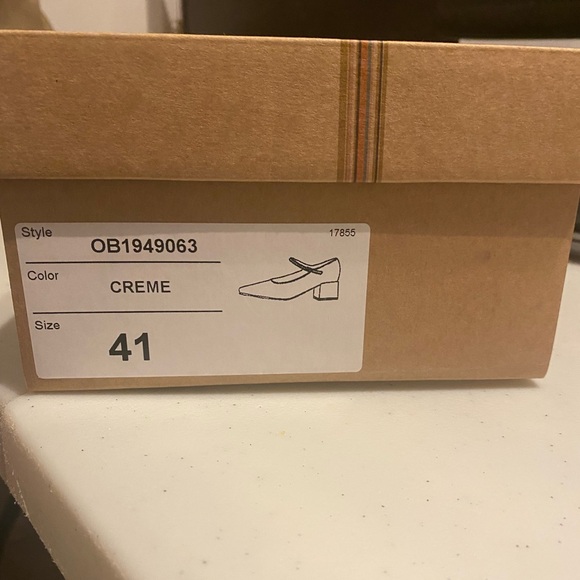 Style
17855
OB1949063
Color
CREME
Size
41